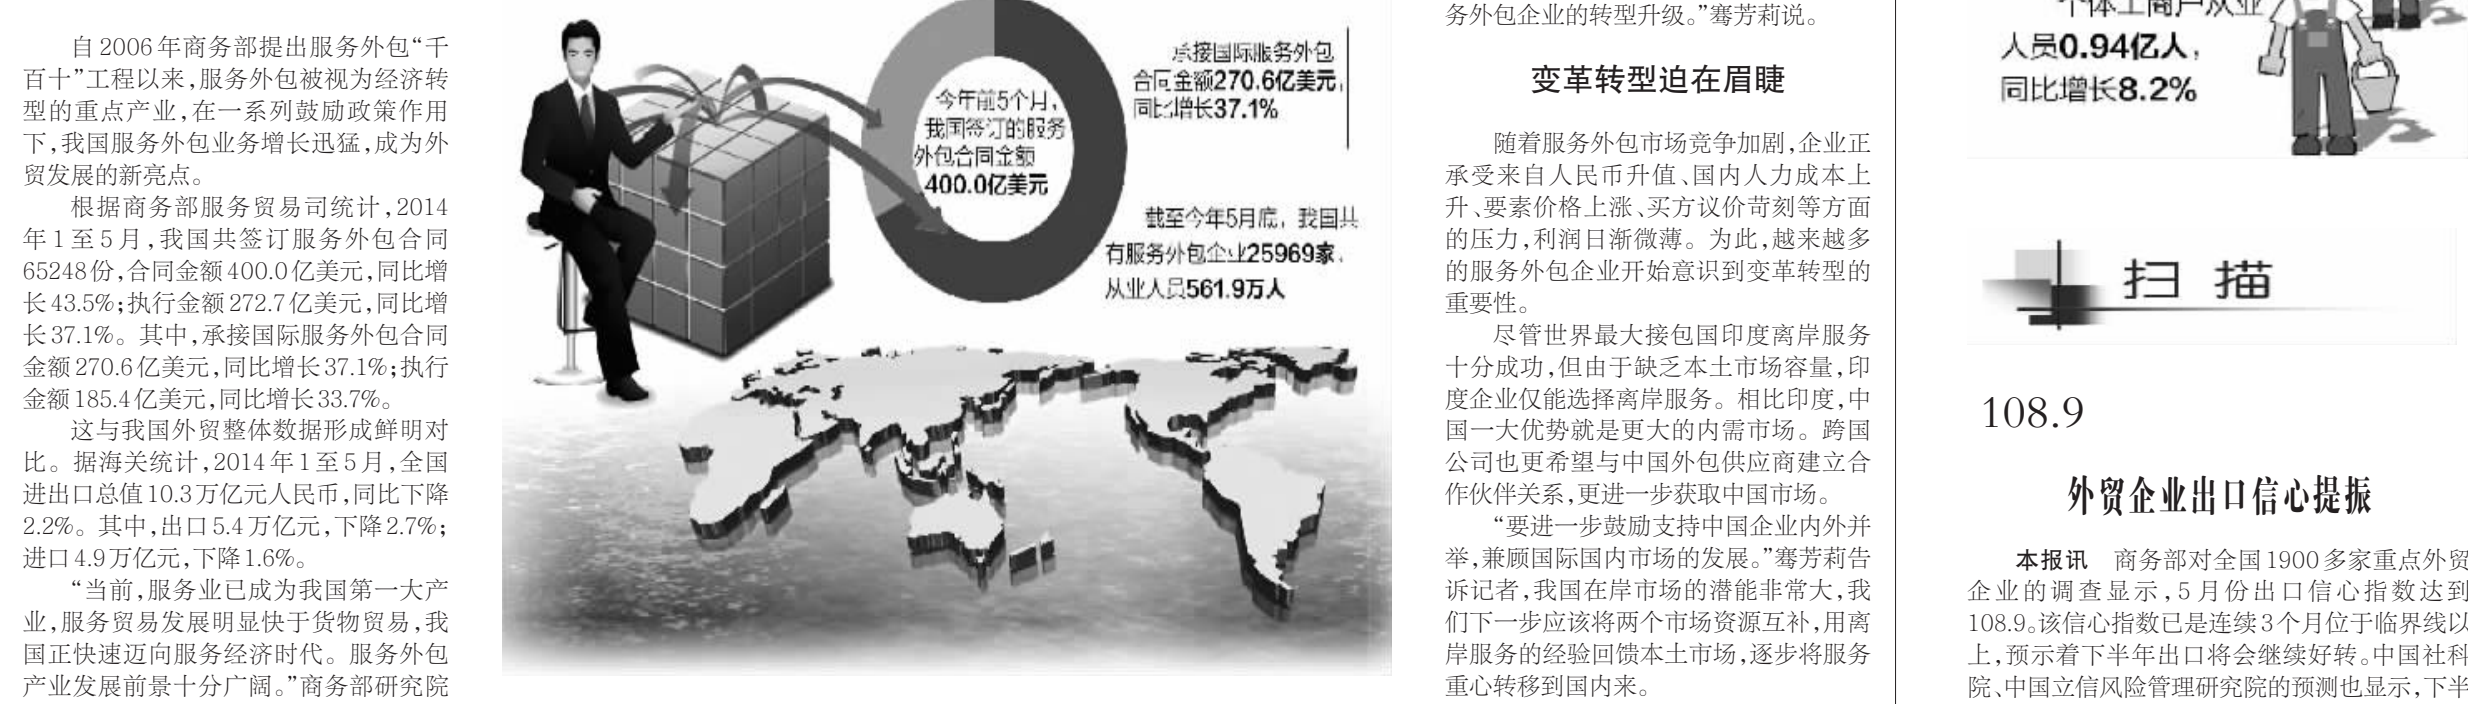 自2006年商务部提出服务外包“千
百十”工程以来,服务外包被视为经济转
型的重点产业,在一系列鼓励政策作用
下,我国服务外包业务增长迅猛,成为外
贸发展的新亮点。
根据商务部服务贸易司统计,2014
年1至5月,我国共签订服务外包合同
65248份,合同金额400.0亿美元,同比增
长43.5%;执行金额272.7亿美元,同比增
长37.1%。其中,承接国际服务外包合同
金额270.6亿美元,同比增长37.1%;执行
金额185.4亿美元,同比增长33.7%。
这与我国外贸整体数据形成鲜明对
比。据海关统计,2014年1至5月,全国
进出口总值10.3万亿元人民币,同比下降
2.2%。其中,出口5.4万亿元,下降2.7%;
进口4.9万亿元,下降1.6%。
“当前,服务业已成为我国第一大产
业,服务贸易发展明显快于货物贸易,我
国正快速迈向服务经济时代。服务外包
产业发展前景十分广阔。”商务部研究院
今年前5个月,
我国签订的服务
外包合同金额
400.0亿美元
承接国际服务外包
合同金额270.6亿美元,
同比增长37.1%
截至今年5月底,我国共
有服务外包企业25969家,
从业人员561.9万人
务外包企业的转型升级。”骞芳莉说。
变革转型迫在眉睫
随着服务外包市场竞争加剧,企业正
承受来自人民币升值、国内人力成本上
升、要素价格上涨、买方议价苛刻等方面
的压力,利润日渐微薄。为此,越来越多
的服务外包企业开始意识到变革转型的
重要性。
尽管世界最大接包国印度离岸服务
十分成功,但由于缺乏本土市场容量,印
度企业仅能选择离岸服务。相比印度,中
国一大优势就是更大的内需市场。跨国
公司也更希望与中国外包供应商建立合
作伙伴关系,更进一步获取中国市场。
“要进一步鼓励支持中国企业内外并
举,兼顾国际国内市场的发展。”骞芳莉告
诉记者,我国在岸市场的潜能非常大,我
们下一步应该将两个市场资源互补,用离
岸服务的经验回馈本土市场,逐步将服务
重心转移到国内来。
个体工商户从业
人员0.94亿人,
同比增长8.2%
扫 描
108.9
外贸企业出口信心提振
本报讯 商务部对全国1900多家重点外贸
企业的调查显示,5月份出口信心指数达到
108.9。该信心指数已是连续3个月位于临界线以
上,预示着下半年出口将会继续好转。中国社科
院、中国立信风险管理研究院的预测也显示,下半